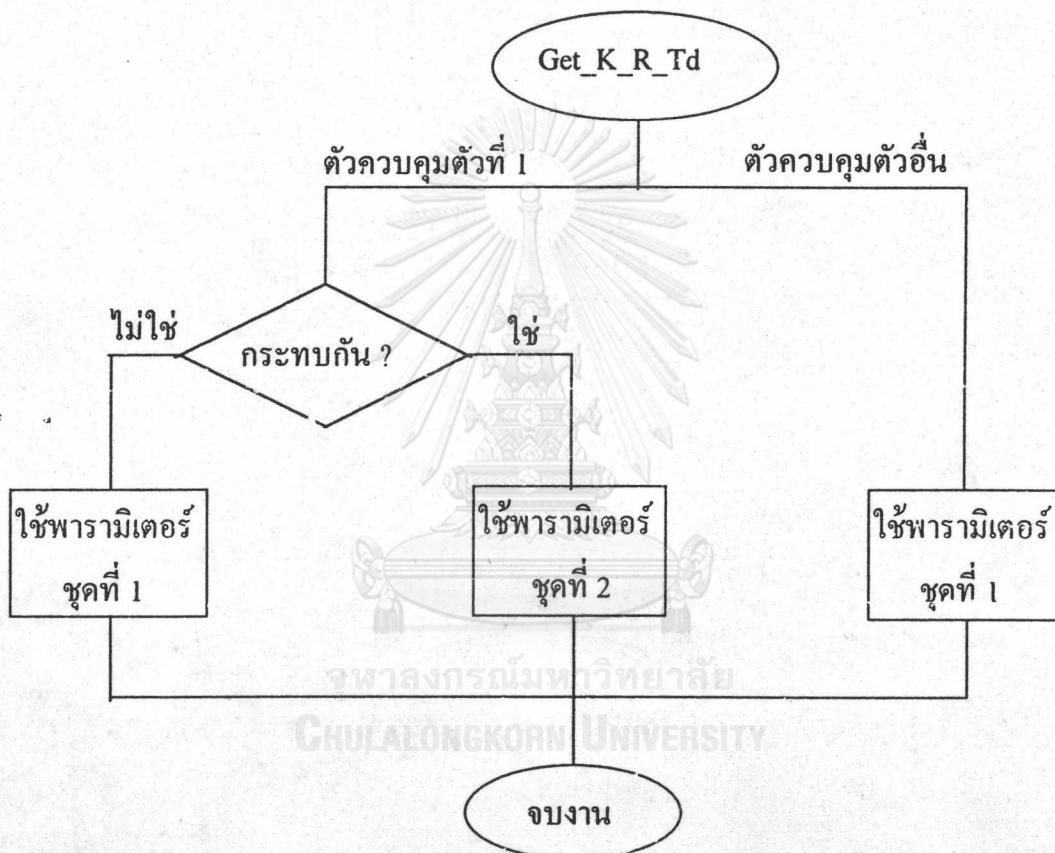 Get_K_R_Td
ตัวควบคุมตัวที่ 1
ตัวควบคุมตัวอื่น
ไม่ใช่
กระทบกัน ?
ใช่
ใช้พารามิเตอร์
ชุดที่ 1
ใช้พารามิเตอร์
ชุดที่ 2
ใช้พารามิเตอร์
ชุดที่ 1
จุฬาลงกรณ์มหาวิทยาลัย
CHULALONGKORN UNIVERSITY
จบงาน